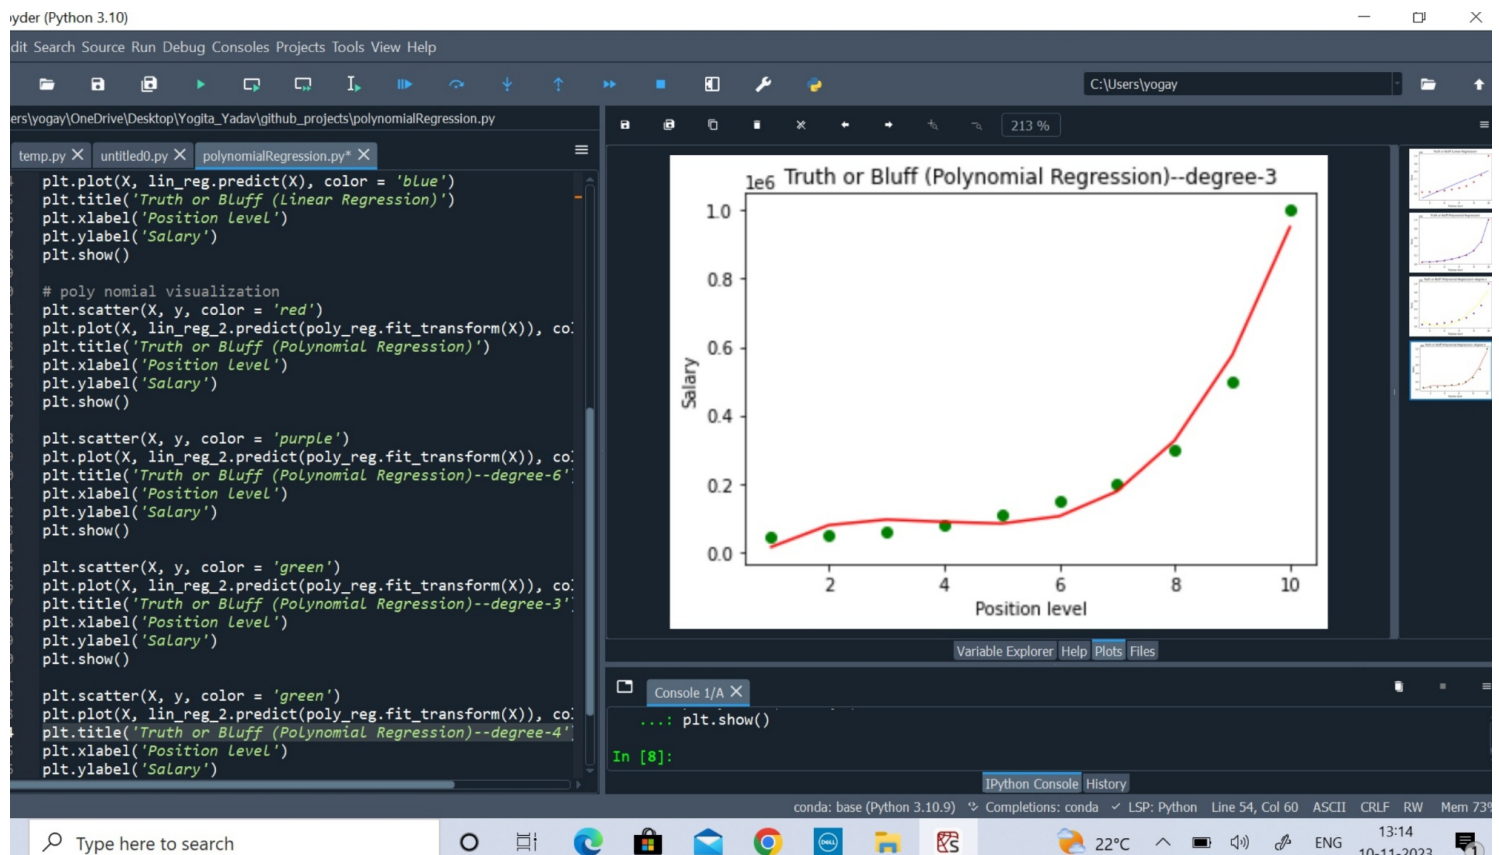 yder (Python 3.10)
dit Search Source Run Debug Consoles Projects Tools View Help
C:\Users\yogay
ers\yogay\OneDrive\Desktop\Yogita_Yadav\github_projects\polynomialRegression.py
temp.py
untitled0.py
polynomialRegression.py*
plt.plot(X, lin_reg.predict(X), color = 'blue')
plt.title('Truth or Bluff (Linear Regression)')
plt.xlabel('Position Level')
plt.ylabel('Salary')
plt.show()
# poly nomial visualization
plt.scatter(X, y, color = 'red')
plt.plot(X, lin_reg_2.predict(poly_reg.fit_transform(X)), co
plt.title('Truth or Bluff (Polynomial Regression)')
plt.xlabel('Position level')
plt.ylabel('Salary')
plt.show()
plt.scatter(X, y, color = 'purple')
plt.plot(X, lin_reg_2.predict(poly_reg.fit_transform(X)), co
plt.title('Truth or Bluff (Polynomial Regression)--degree-6'
plt.xlabel('Position level')
plt.ylabel('Salary')
plt.show()
plt.scatter(X, y, color = 'green')
plt.plot(X, lin_reg_2.predict(poly_reg.fit_transform(X)), co
plt.title('Truth or Bluff (Polynomial Regression)--degree-3'
plt.xlabel('Position level')
plt.ylabel('Salary')
plt.show()
plt.scatter(X, y, color = 'green')
plt.plot(X, lin_reg_2.predict(poly_reg.fit_transform(X)), co
plt.title('Truth or Bluff (Polynomial Regression)--degree-4'
plt.xlabel('Position level')
plt.ylabel('Salary')
213 %
1e6 Truth or Bluff (Polynomial Regression)--degree-3
1.0
0.8
0.6
0.4
0.2
0.0
Salary
2 4 6 8 10
Position level
Variable Explorer Help Plots Files
Console 1/A
...: plt.show()
In [8]:
IPython Console History
conda: base (Python 3.10.9) Completions: conda LSP: Python Line 54, Col 60 ASCII CRLF RW Mem 73%
Type here to search
DELL
22°C
ENG
13:14
10-11-2023
1